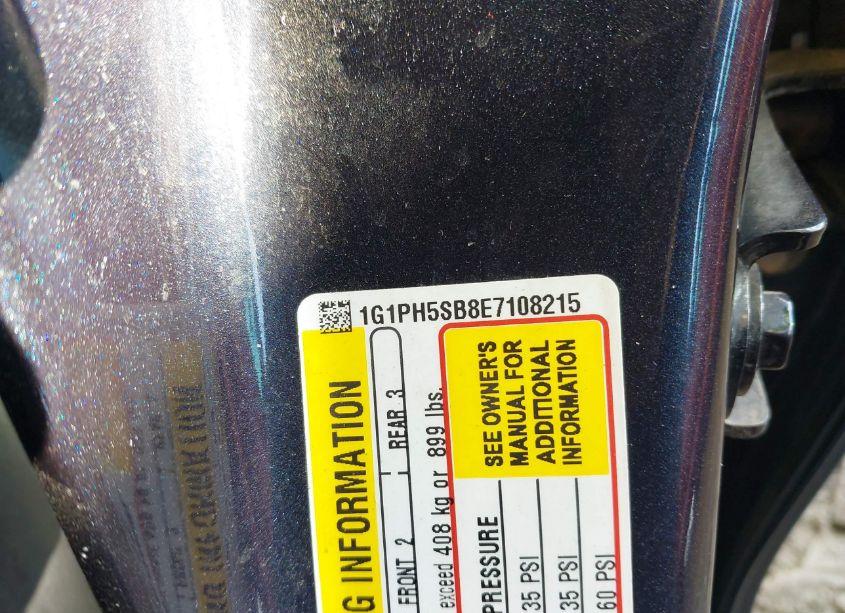 1G1PH5SB8E7108215
G INFORMATION
FRONT 2 REAR 3
exceed 408 kg or 899 lbs.
PRESSURE
SEE OWNER'S
MANUAL FOR
ADDITIONAL
INFORMATION
35 PSI
35 PSI
60 PSI